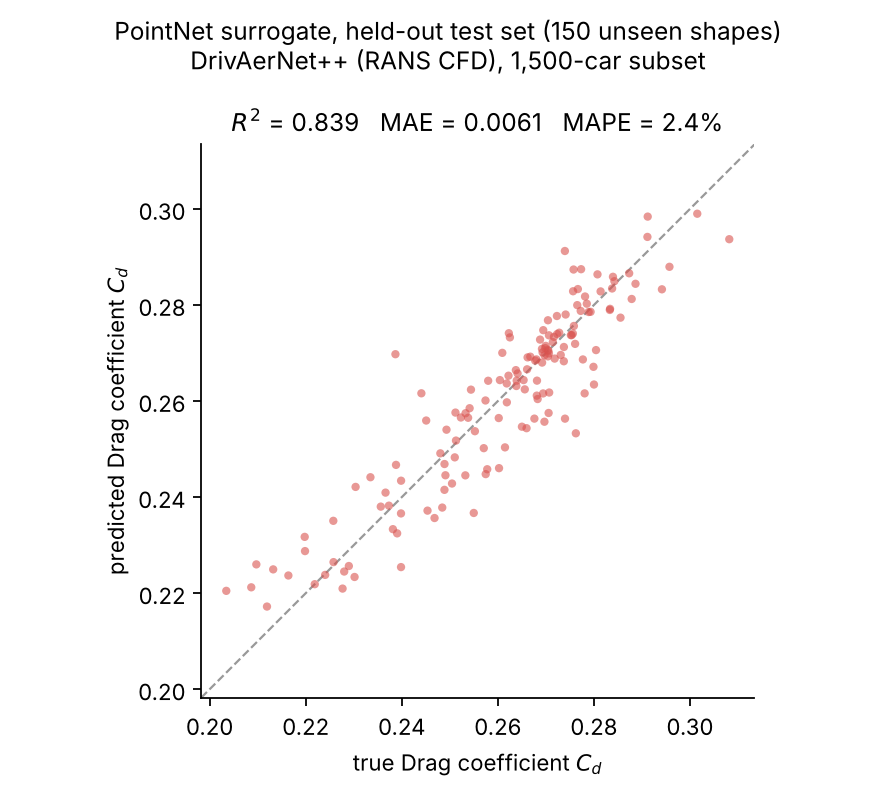 PointNet surrogate, held-out test set (150 unseen shapes)
DrivAerNet++ (RANS CFD), 1,500-car subset
R² = 0.839 MAE = 0.0061 MAPE = 2.4%
predicted Drag coefficient C_d
0.30
0.28
0.26
0.24
0.22
0.20
0.20 0.22 0.24 0.26 0.28 0.30
true Drag coefficient C_d